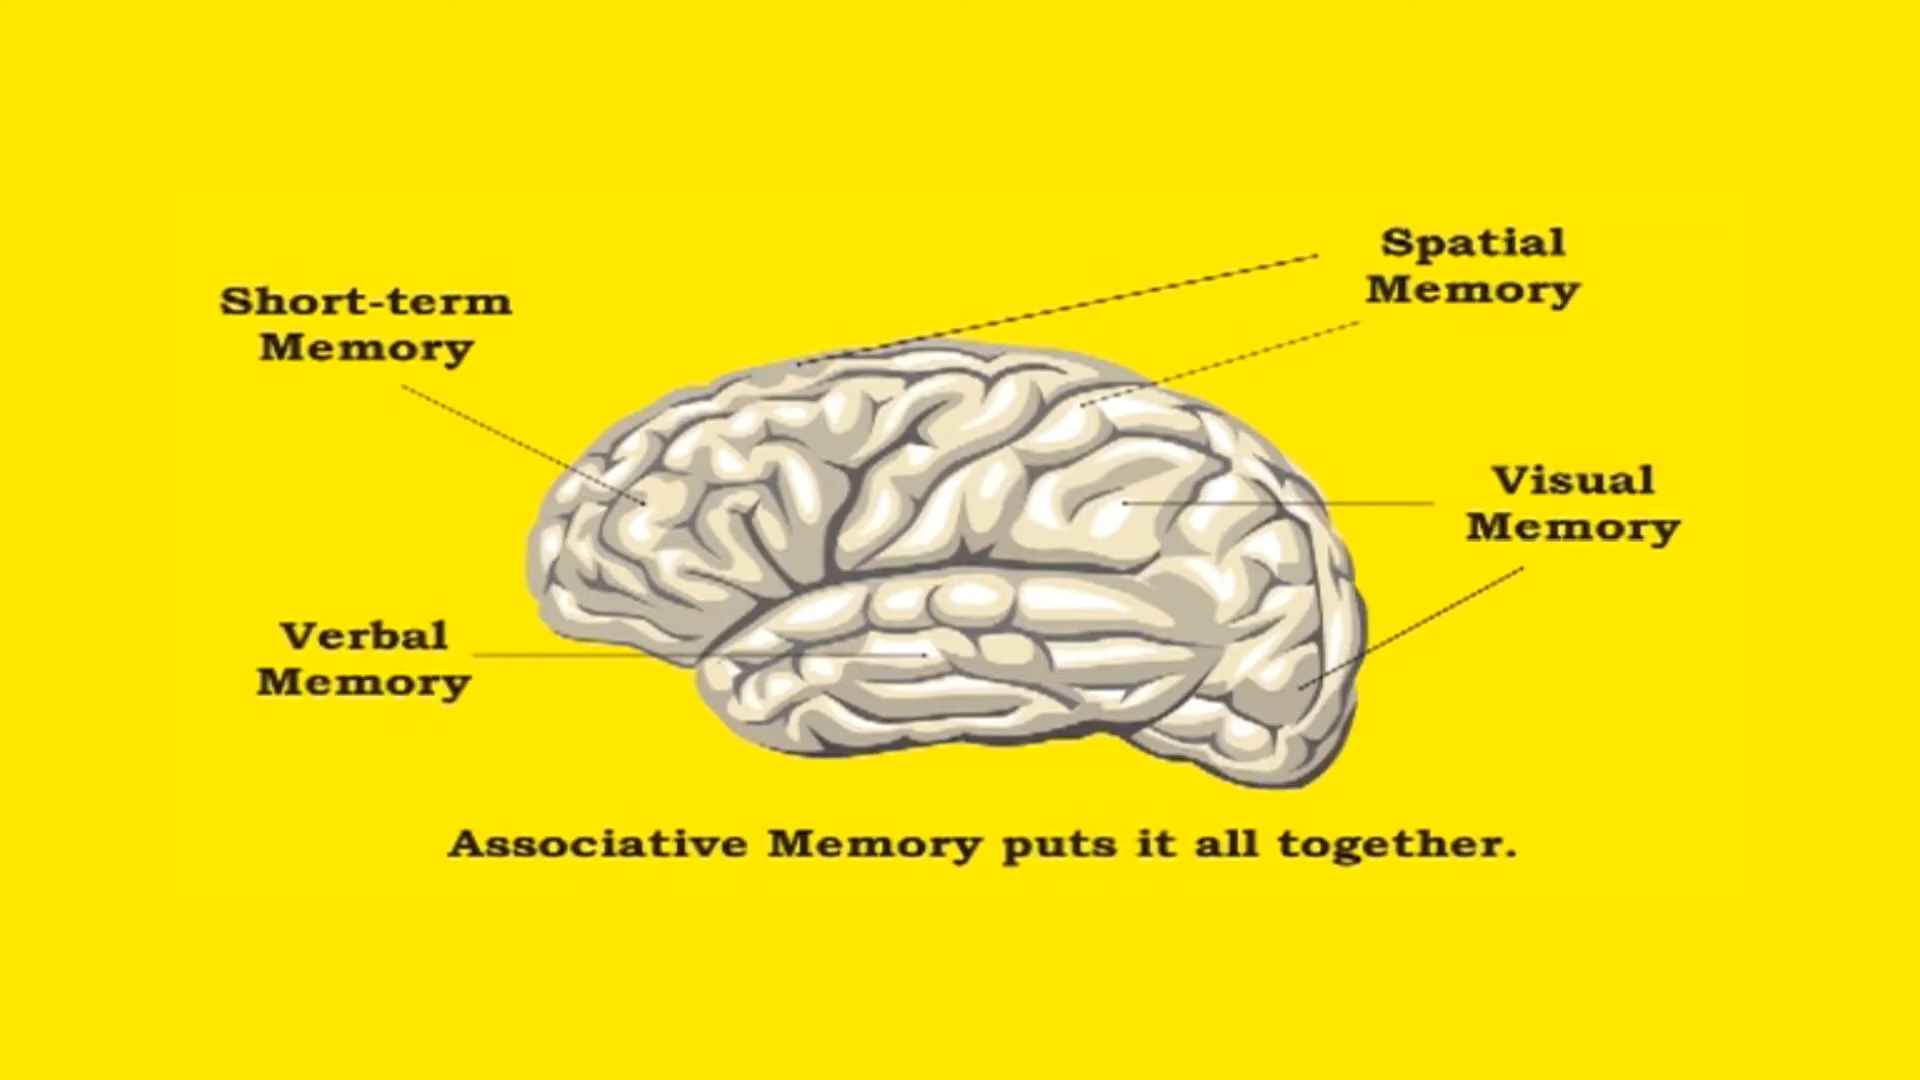 Short-term
Memory
Spatial
Memory
Visual
Memory
Verbal
Memory
Associative Memory puts it all together.